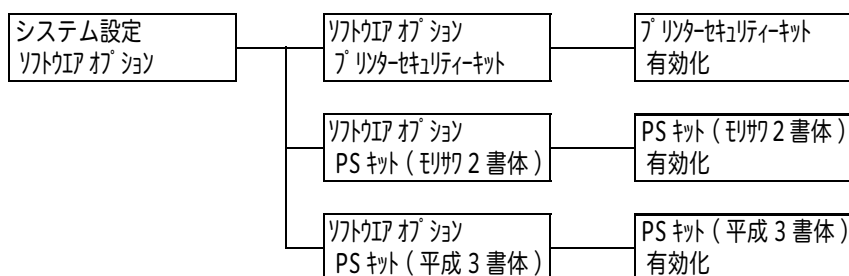 システム設定
ｿﾌﾄｳｴｱ ｵﾌﾟｼｮﾝ
ｿﾌﾄｳｴｱ ｵﾌﾟｼｮﾝ
ﾌﾟﾘﾝﾀｰｾｷｭﾘﾃｨｰｷｯﾄ
ﾌﾟﾘﾝﾀｰｾｷｭﾘﾃｨｰｷｯﾄ
有効化
ｿﾌﾄｳｴｱ ｵﾌﾟｼｮﾝ
PS ｷｯﾄ ( ﾓﾘｻﾜ 2 書体 )
PS ｷｯﾄ ( ﾓﾘｻﾜ 2 書体 )
有効化
ｿﾌﾄｳｴｱ ｵﾌﾟｼｮﾝ
PS ｷｯﾄ ( 平成 3 書体 )
PS ｷｯﾄ ( 平成 3 書体 )
有効化